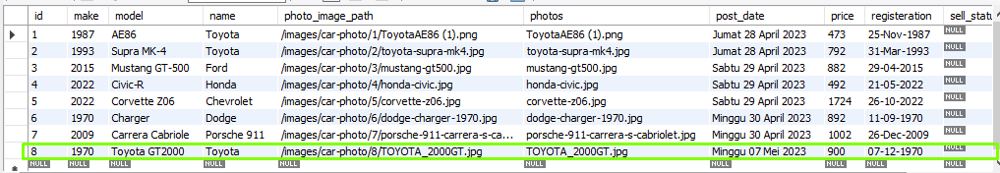 id make model name photo_image_path photos post_date price registeration sell_statu
1 1987 AE86 Toyota /images/car-photo/1/ToyotaAE86 (1).png ToyotaAE86 (1).png Jumat 28 April 2023 473 25-Nov-1987 NULL
2 1993 Supra MK-4 Toyota /images/car-photo/2/toyota-supra-mk4.jpg toyota-supra-mk4.jpg Jumat 28 April 2023 792 31-Mar-1993 NULL
3 2015 Mustang GT-500 Ford /images/car-photo/3/mustang-gt500.jpg mustang-gt500.jpg Sabtu 29 April 2023 882 29-04-2015 NULL
4 2022 Civic-R Honda /images/car-photo/4/honda-civic.jpg honda-civic.jpg Sabtu 29 April 2023 492 21-05-2022 NULL
5 2022 Corvette Z06 Chevrolet /images/car-photo/5/corvette-z06.jpg corvette-z06.jpg Sabtu 29 April 2023 1724 26-10-2022 NULL
6 1970 Charger Dodge /images/car-photo/6/dodge-charger-1970.jpg dodge-charger-1970.jpg Minggu 30 April 2023 892 11-09-1970 NULL
7 2009 Carrera Cabriole Porsche 911 /images/car-photo/7/porsche-911-carrera-s-ca... porsche-911-carrera-s-cabriolet.jpg Minggu 30 April 2023 1002 26-Dec-2009 NULL
8 1970 Toyota GT2000 Toyota /images/car-photo/8/TOYOTA_2000GT.jpg TOYOTA_2000GT.jpg Minggu 07 Mei 2023 900 07-12-1970 NULL
NULL NULL NULL NULL NULL NULL NULL NULL NULL NULL